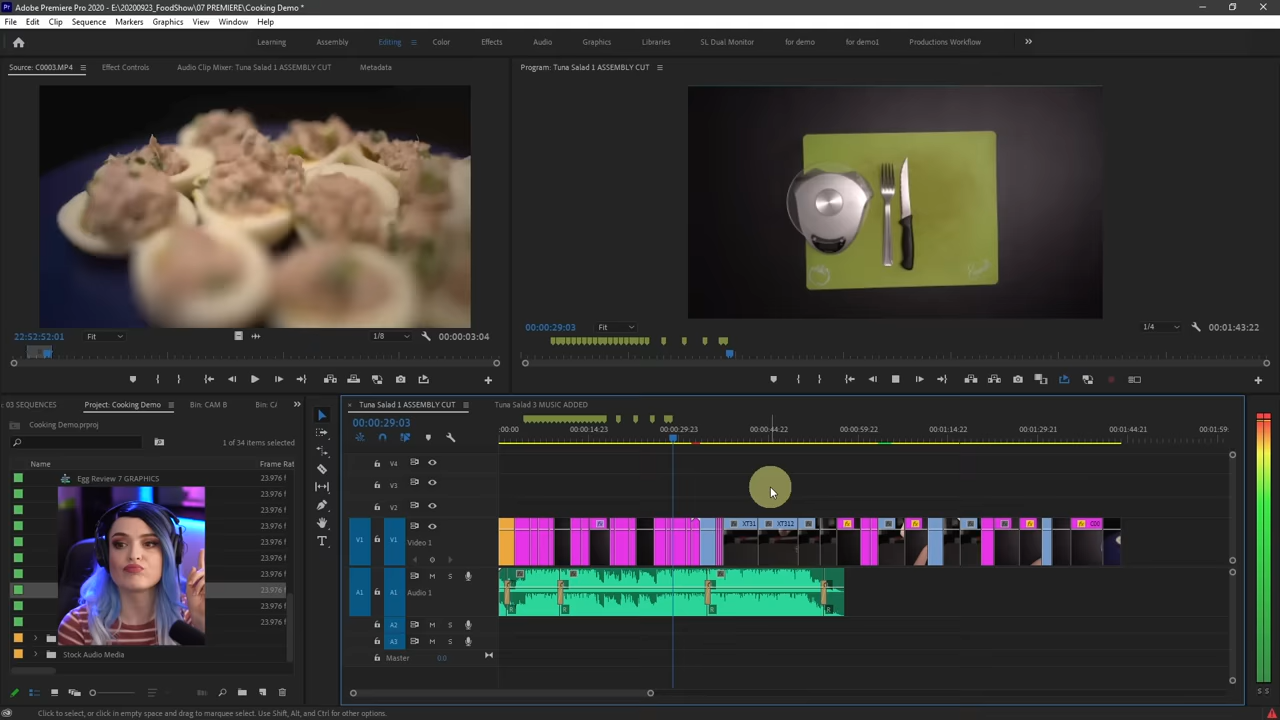 Pr Adobe Premiere Pro 2020 - E:\20200923_FoodShow\07 PREMIERE\Cooking Demo *
File Edit Clip Sequence Markers Graphics View Window Help
Learning Assembly Editing Color Effects Audio Graphics Libraries SL Dual Monitor for demo for demo1 Productions Workflow
Source: C0003.MP4 Effect Controls Audio Clip Mixer: Tuna Salad 1 ASSEMBLY CUT Metadata
Program: Tuna Salad 1 ASSEMBLY CUT
22:52:52:01 Fit 1/8 00:00:03:04
00:00:29:03 Fit 1/4 00:01:43:22
03 SEQUENCES Project: Cooking Demo Bin: CAM B Bin: C
Cooking Demo.prproj
1 of 34 items selected
Name Frame Rat
Egg Review 7 GRAPHICS 23.976 f
23.976 f
23.976 f
23.976 f
23.976 f
23.976 f
23.976 f
23.976 f
23.976 f
23.976 f
Stock Audio Media
Tuna Salad 1 ASSEMBLY CUT Tuna Salad 3 MUSIC ADDED
00:00:29:03
:00:00 00:00:14:23 00:00:29:23 00:00:44:22 00:00:59:22 00:01:14:22 00:01:29:21 00:01:44:21 00:01:59:
V4
V3
V2
V1 V1 Video 1
XT31 XT312
A1 A1 M S Audio 1
R R R R
A2 M S
A3 M S
Master 0.0
S S
Click to select, or click in empty space and drag to marquee select. Use Shift, Alt, and Ctrl for other options.